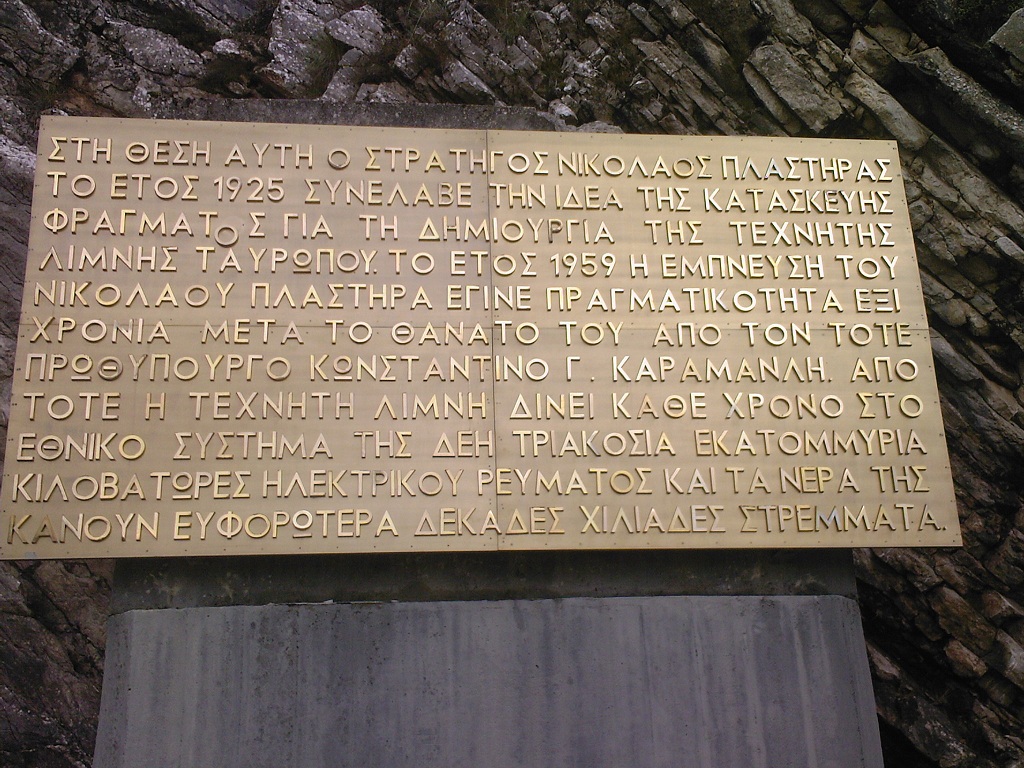 ΣΤΗ ΘΕΣΗ ΑΥΤΗ Ο ΣΤΡΑΤΗΓΟΣ ΝΙΚΟΛΑΟΣ ΠΛΑΣΤΗΡΑΣ
ΤΟ ΕΤΟΣ 1925 ΣΥΝΕΛΑΒΕ ΤΗΝ ΙΔΕΑ ΤΗΣ ΚΑΤΑΣΚΕΥΗΣ
ΦΡΑΓΜΑΤΟΣ ΓΙΑ ΤΗ ΔΗΜΙΟΥΡΓΙΑ ΤΗΣ ΤΕΧΝΗΤΗΣ
ΛΙΜΝΗΣ ΤΑΥΡΩΠΟΥ. ΤΟ ΕΤΟΣ 1959 Η ΕΜΠΝΕΥΣΗ ΤΟΥ
ΝΙΚΟΛΑΟΥ ΠΛΑΣΤΗΡΑ ΕΓΙΝΕ ΠΡΑΓΜΑΤΙΚΟΤΗΤΑ ΕΞΙ
ΧΡΟΝΙΑ ΜΕΤΑ ΤΟ ΘΑΝΑΤΟ ΤΟΥ ΑΠΟ ΤΟΝ ΤΟΤΕ
ΠΡΩΘΥΠΟΥΡΓΟ ΚΩΝΣΤΑΝΤΙΝΟ Γ. ΚΑΡΑΜΑΝΛΗ. ΑΠΟ
ΤΟΤΕ Η ΤΕΧΝΗΤΗ ΛΙΜΝΗ ΔΙΝΕΙ ΚΑΘΕ ΧΡΟΝΟ ΣΤΟ
ΕΘΝΙΚΟ ΣΥΣΤΗΜΑ ΤΗΣ ΔΕΗ ΤΡΙΑΚΟΣΙΑ ΕΚΑΤΟΜΜΥΡΙΑ
ΚΙΛΟΒΑΤΩΡΕΣ ΗΛΕΚΤΡΙΚΟΥ ΡΕΥΜΑΤΟΣ ΚΑΙ ΤΑ ΝΕΡΑ ΤΗΣ
ΚΑΝΟΥΝ ΕΥΦΟΡΩΤΕΡΑ ΔΕΚΑΔΕΣ ΧΙΛΙΑΔΕΣ ΣΤΡΕΜΜΑΤΑ.